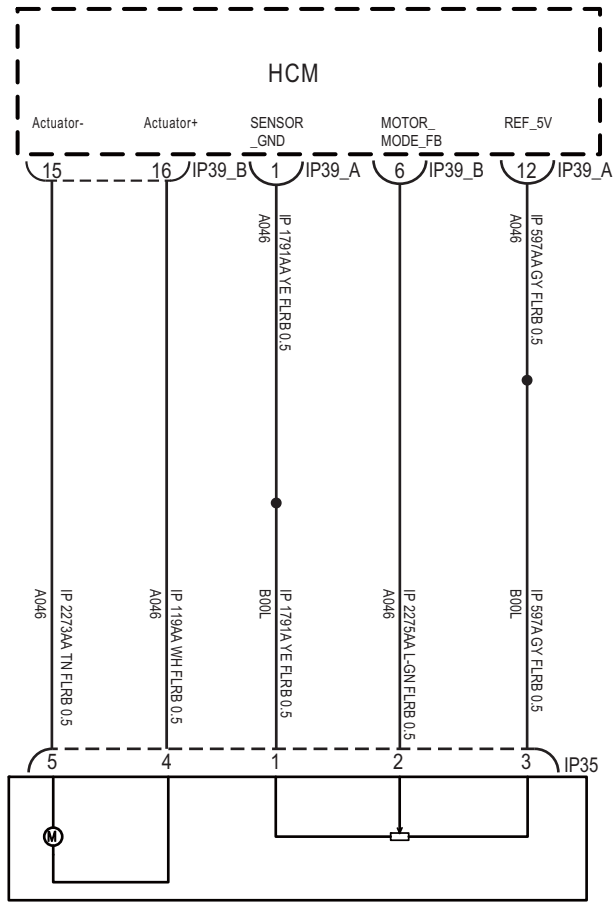 HCM
Actuator-
Actuator+
SENSOR
_GND
MOTOR_
MODE_FB
REF_5V
15
16
IP39_B
1
IP39_A
6
IP39_B
12
IP39_A
IP 1791AA YE FLRB 0.5
A046
IP 597AA GY FLRB 0.5
A046
IP 2273AA TN FLRB 0.5
A046
IP 119AA WH FLRB 0.5
A046
IP 1791A YE FLRB 0.5
B00L
IP 2275AA L-GN FLRB 0.5
A046
IP 597A GY FLRB 0.5
B00L
5
4
1
2
3
IP35
M